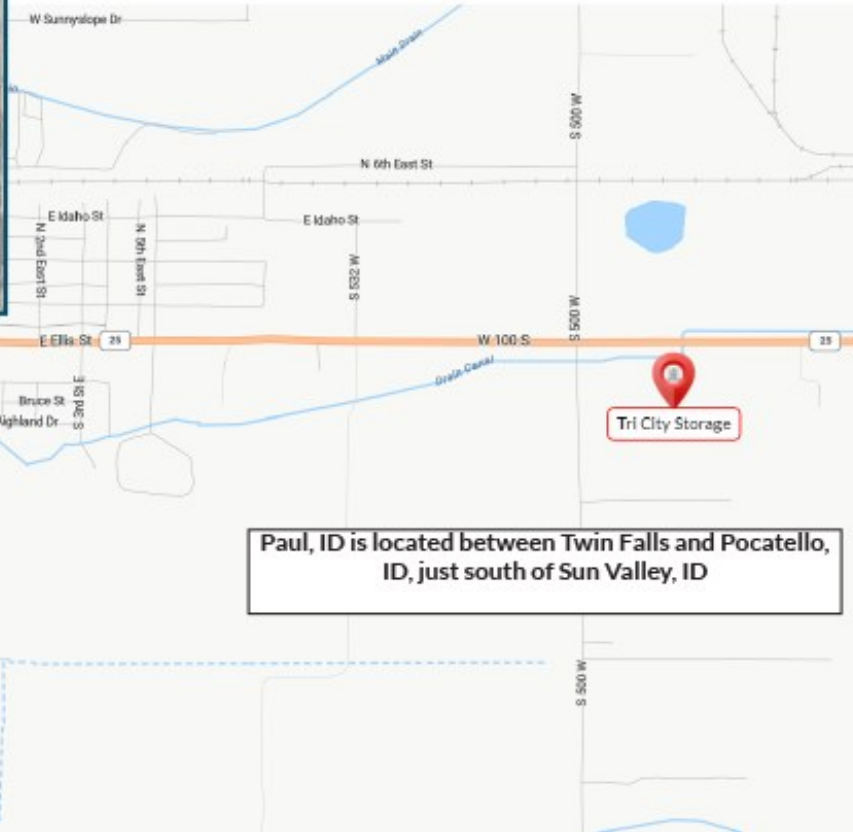 W Sunnyslope Dr
Main Drain
S 500 W
N 6th East St
E Idaho St
E Idaho St
N 2nd East St
N 5th East St
S 532 W
S 500 W
E Ellis St
25
W 100 S
25
Drain Canal
Bruce St
S 3rd St E
Highland Dr
Tri City Storage
Paul, ID is located between Twin Falls and Pocatello,
ID, just south of Sun Valley, ID
S 500 W